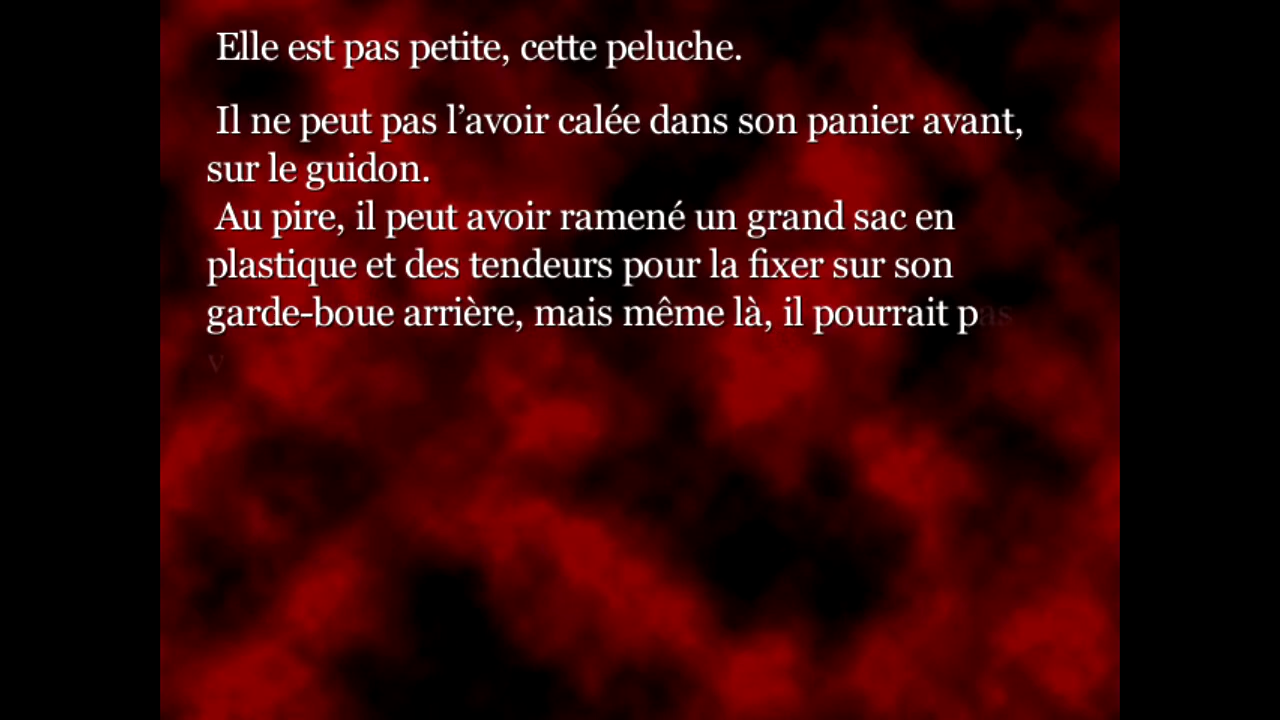 Elle est pas petite, cette peluche.
Il ne peut pas l’avoir calée dans son panier avant,
sur le guidon.
Au pire, il peut avoir ramené un grand sac en
plastique et des tendeurs pour la fixer sur son
garde-boue arrière, mais même là, il pourrait pas
v